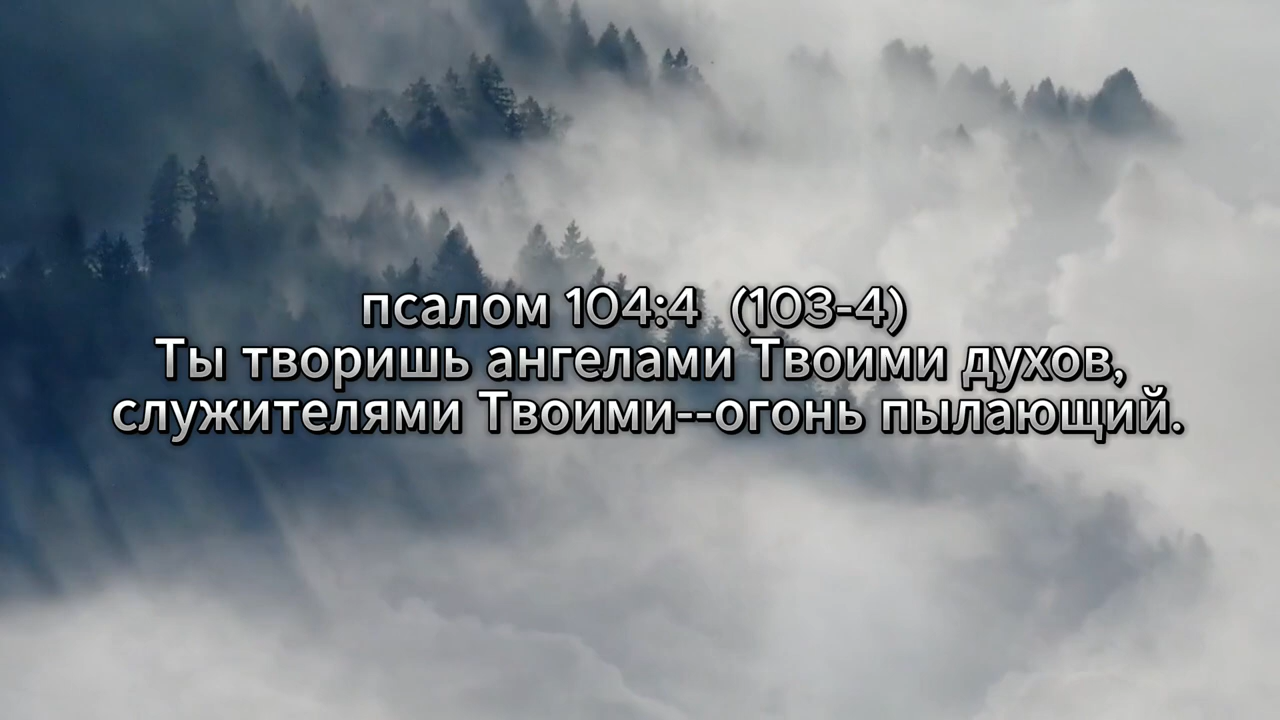 псалом 104:4  (103-4)
Ты творишь ангелами Твоими духов,
служителями Твоими--огонь пылающий.